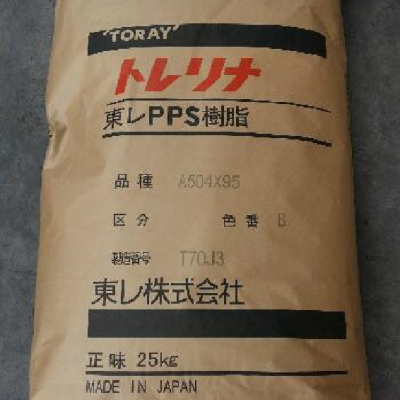 'TORAY'
トレリナ
東レPPS樹脂
品種 A504X95
区分 色番 B
製造番号 T70J3
東レ株式会社
正味 25kg
MADE IN JAPAN